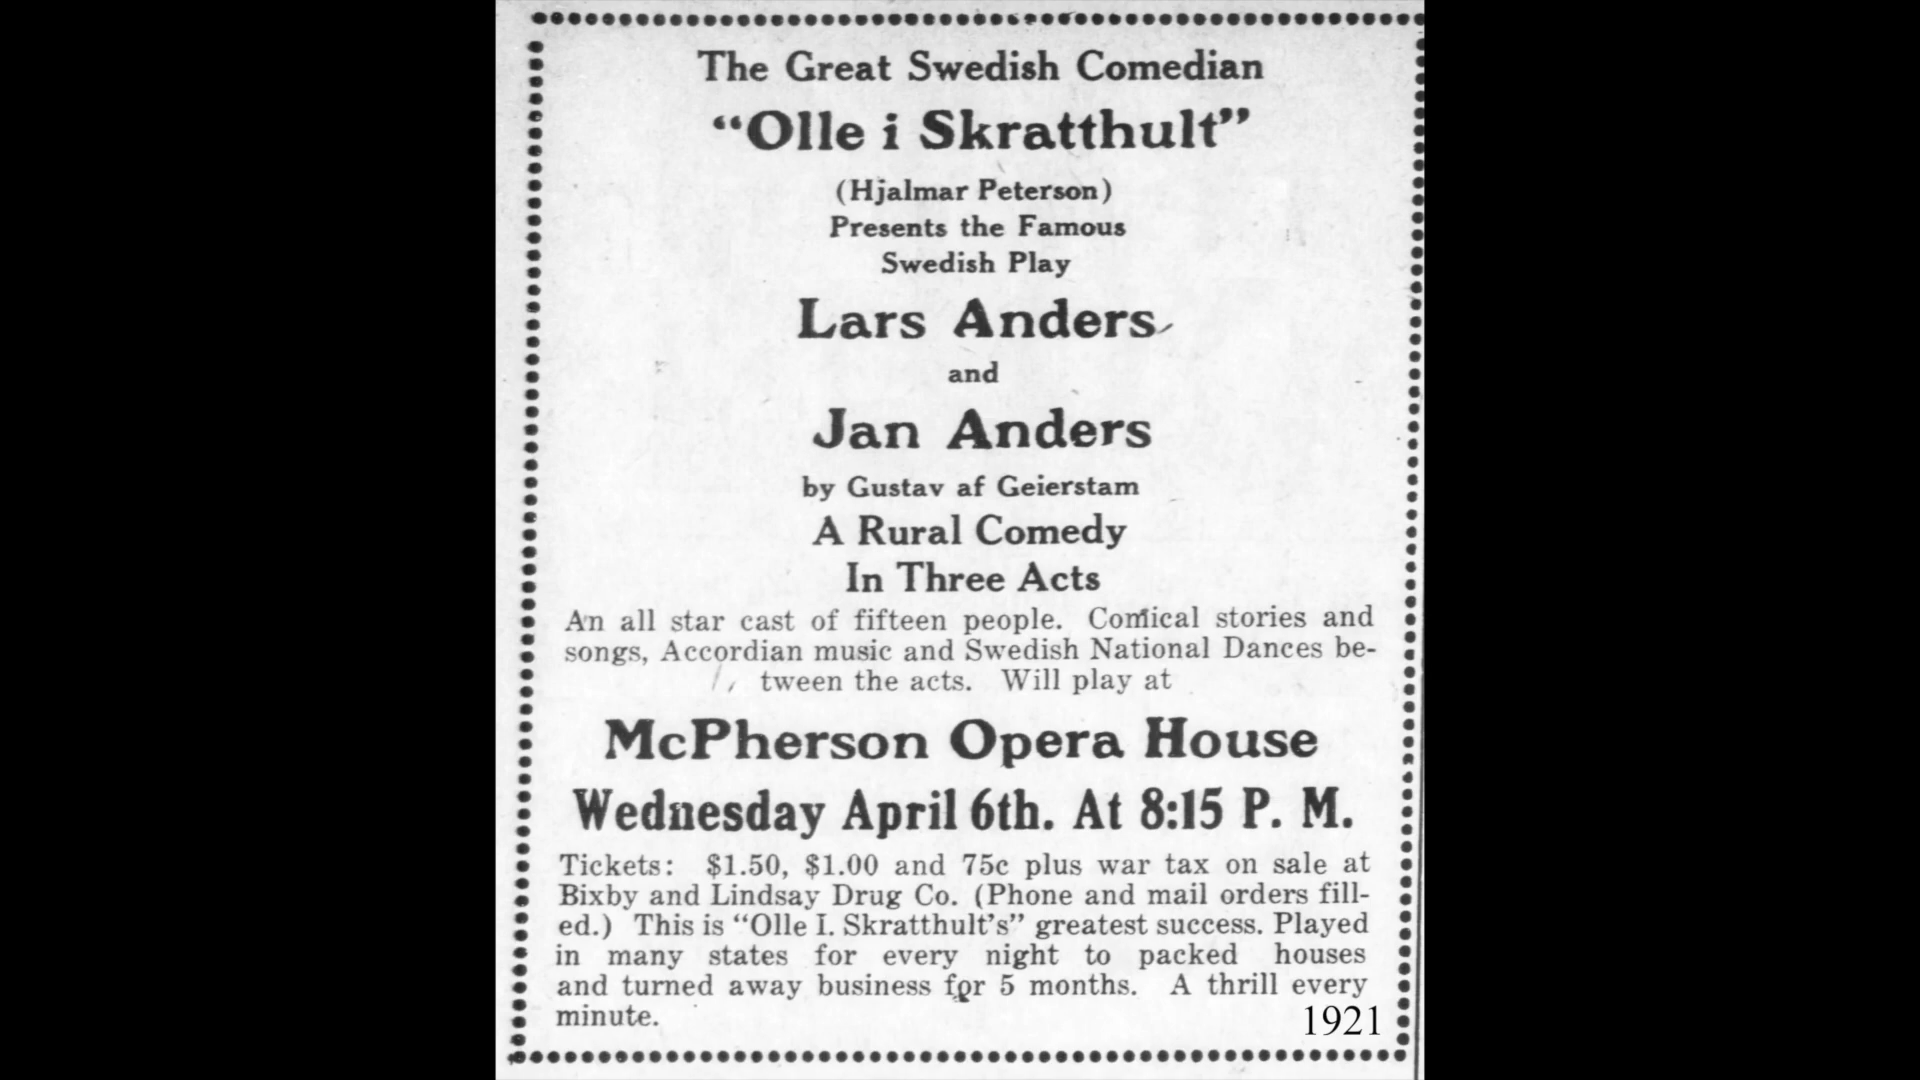 The Great Swedish Comedian
“Olle i Skratthult”
(Hjalmar Peterson)
Presents the Famous
Swedish Play
Lars Anders
and
Jan Anders
by Gustav af Geierstam
A Rural Comedy
In Three Acts
An all star cast of fifteen people. Comical stories and
songs, Accordian music and Swedish National Dances be-
tween the acts. Will play at
McPherson Opera House
Wednesday April 6th. At 8:15 P. M.
Tickets: $1.50, $1.00 and 75c plus war tax on sale at
Bixby and Lindsay Drug Co. (Phone and mail orders fill-
ed.) This is “Olle I. Skratthult’s” greatest success. Played
in many states for every night to packed houses
and turned away business for 5 months. A thrill every
minute.
1921